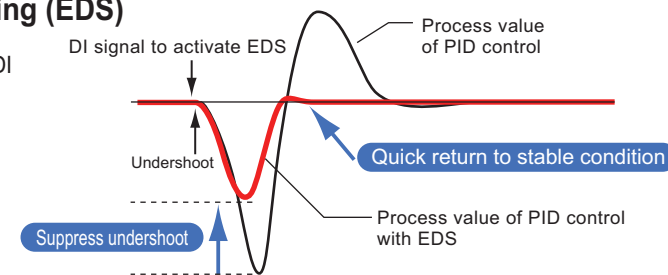 ing (EDS)
DI signal to activate EDS
DI
Process value
of PID control
Undershoot
Quick return to stable condition
Suppress undershoot
Process value of PID control
with EDS